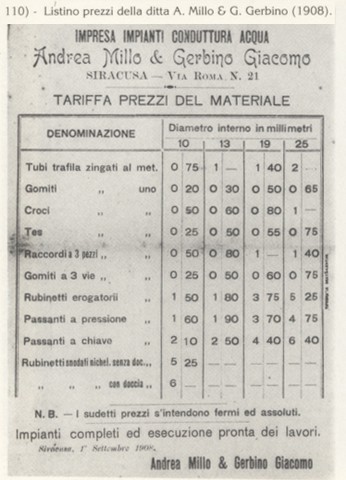 110) - Listino prezzi della ditta A. Millo & G. Gerbino (1908).
IMPRESA IMPIANTI CONDUTTURA ACQUA
Andrea Millo & Gerbino Giacomo
SIRACUSA — VIA ROMA N. 21
TARIFFA PREZZI DEL MATERIALE
DENOMINAZIONE Diametro interno in millimetri
10 13 19 25
Tubi trafila zingati al met. 0 75 1 — 1 40 2 -
Gomiti ,, uno 0 20 0 30 0 50 0 65
Croci ,, ,, 0 50 0 60 0 80 1 —
Tes ,, ,, 0 25 0 50 0 55 0 75
Raccordi a 3 pezzi ,, ,, 0 50 0 80 1 — 1 40
Gomiti a 3 vie ,, ,, 0 25 0 50 0 60 0 75
Rubinetti erogatorii ,, 1 50 1 80 3 75 5 25
Passanti a pressione ,, 1 60 1 90 3 70 4 75
Passanti a chiave ,, 2 10 2 50 4 40 6 40
Rubinetti snodati nichel. senza doc. ,, 5 25 — — — — — —
,, ,, ,, con doccia ,, 6 — — — — — — —
N. B. — I sudetti prezzi s'intendono fermi ed assoluti.
Impianti completi ed esecuzione pronta dei lavori.
Siracusa, 1° Settembre 1908.
Andrea Millo & Gerbino Giacomo